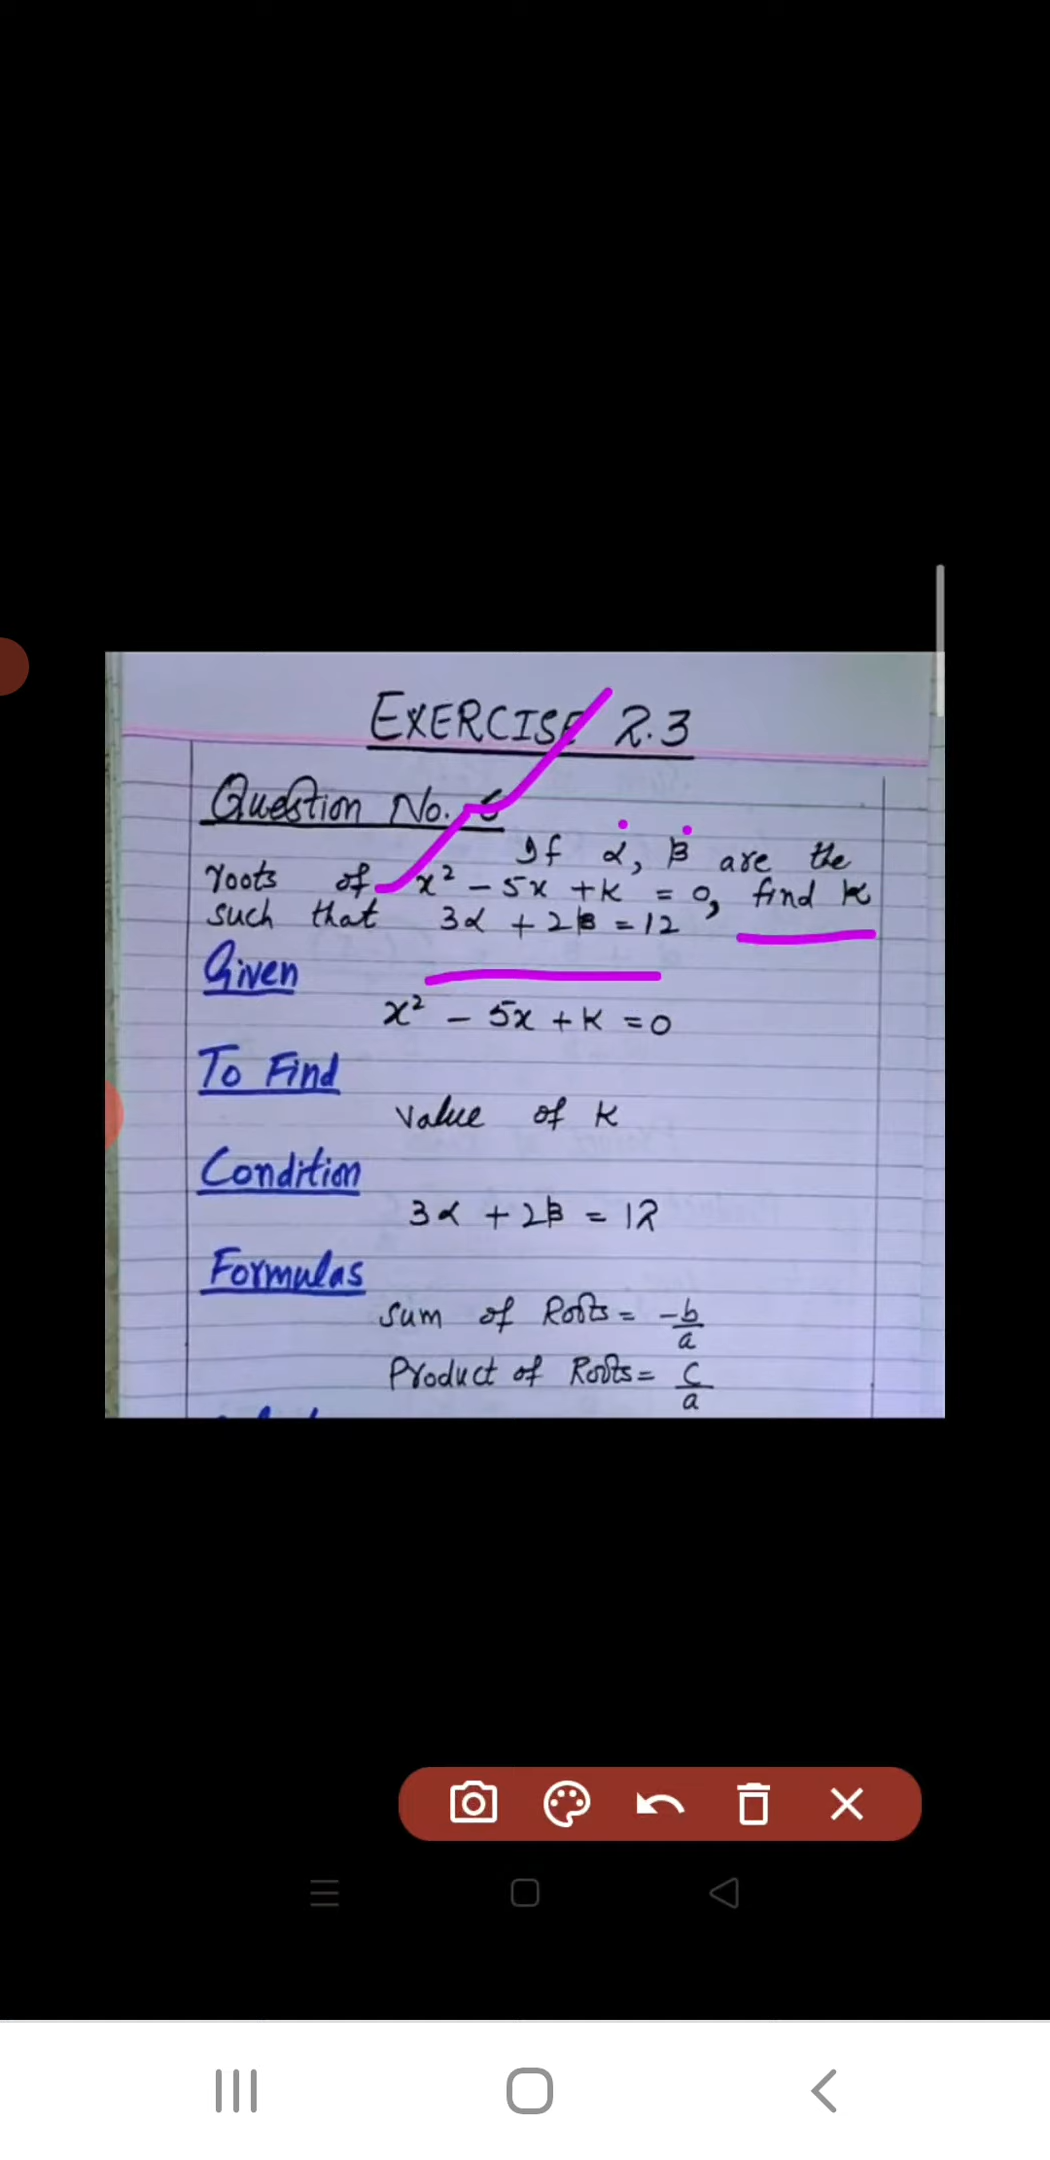 EXERCISE 2.3
Question No. 6
If α, β are the
roots of x² - 5x + K = 0, find K
such that 3α + 2β = 12
Given
x² - 5x + K = 0
To Find
value of K
Condition
3α + 2β = 12
Formulas
Sum of Roots = -b/a
Product of Roots = c/a